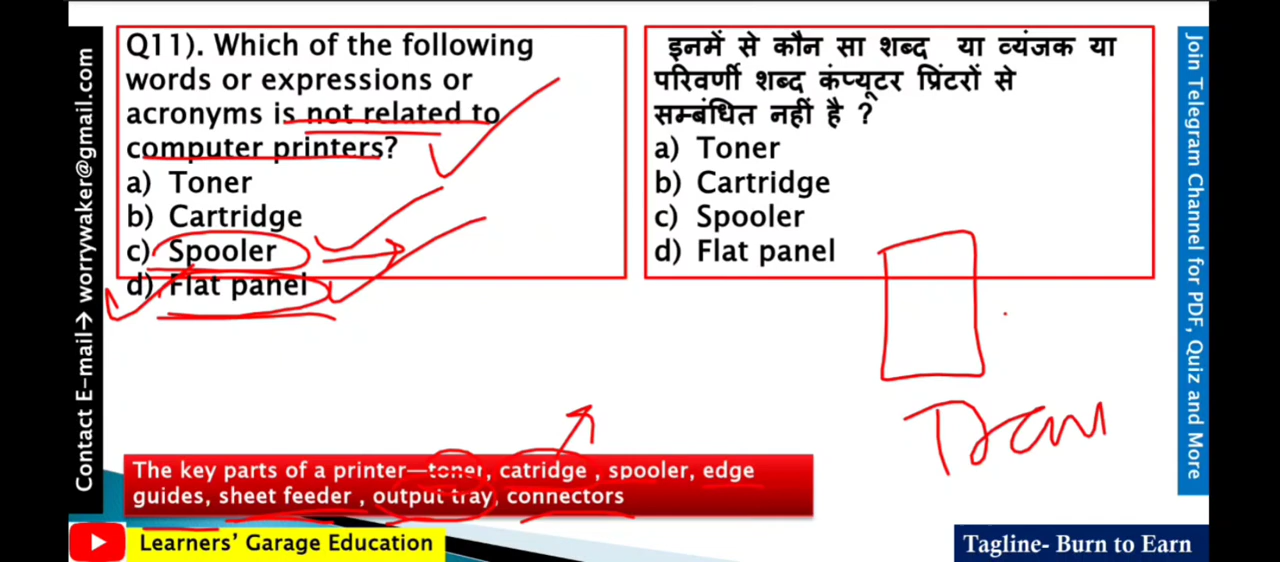 Contact E-mail→ worrywaker@gmail.com
Q11). Which of the following
words or expressions or
acronyms is not related to
computer printers?
a) Toner
b) Cartridge
c) Spooler
d) Flat panel
इनमें से कौन सा शब्द या व्यंजक या
परिवर्णी शब्द कंप्यूटर प्रिंटरों से
सम्बंधित नहीं है ?
a) Toner
b) Cartridge
c) Spooler
d) Flat panel
Join Telegram Channel for PDF, Quiz and More
The key parts of a printer—toner, catridge , spooler, edge
guides, sheet feeder , output tray, connectors
Learners’ Garage Education
Tagline- Burn to Earn